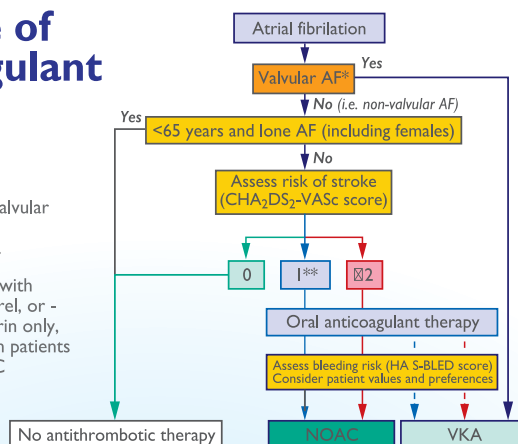 e of
gulant
Atrial fibrilation
Yes
Valvular AF*
No (i.e. non-valvular AF)
Yes
<65 years and lone AF (including females)
No
Assess risk of stroke
(CHA₂DS₂-VASc score)
alvular
with
rel, or -
rin only,
n patients
C
0
1**
2
Oral anticoagulant therapy
Assess bleeding risk (HA S-BLED score)
Consider patient values and preferences
No antithrombotic therapy
NOAC
VKA